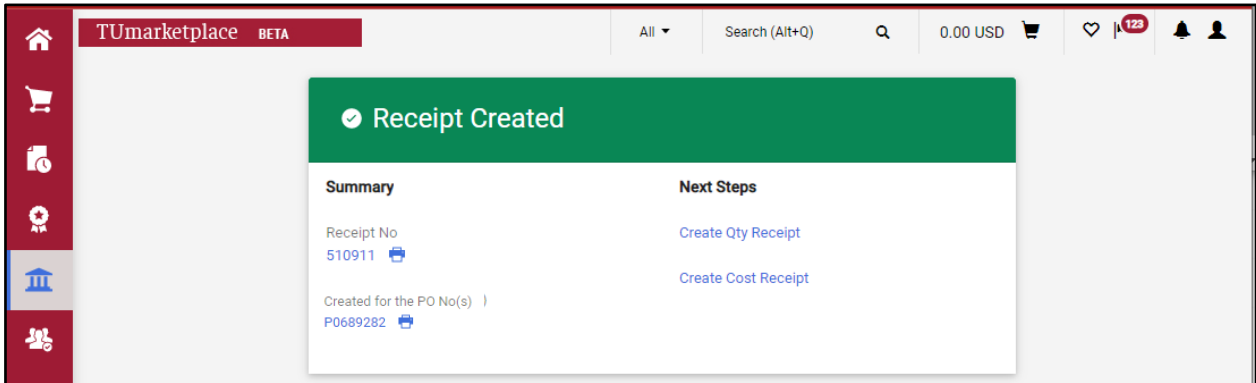 TUmarketplace BETA
All Search (Alt+Q) 0.00 USD 123
Receipt Created
Summary Next Steps
Receipt No Create Qty Receipt
510911
Create Cost Receipt
Created for the PO No(s)
P0689282